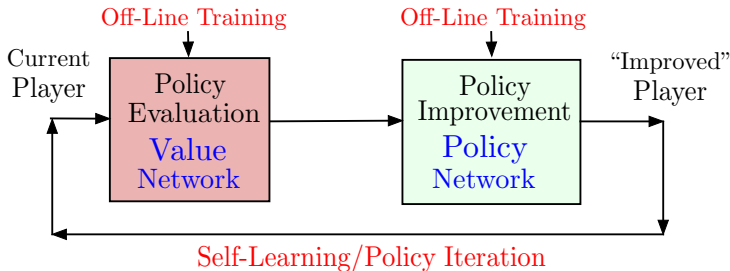 Off-Line Training
Off-Line Training
Current
Player
Policy
Evaluation
Value
Network
Policy
Improvement
Policy
Network
“Improved”
Player
Self-Learning/Policy Iteration